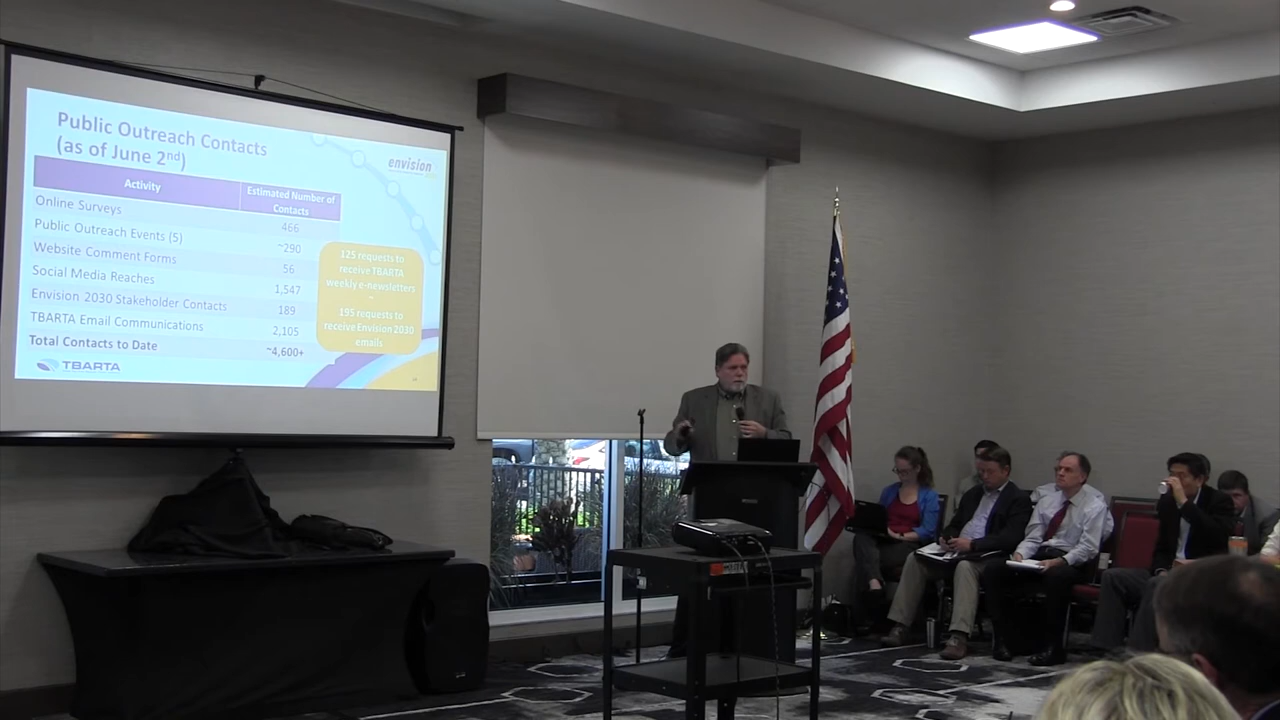 Public Outreach Contacts
(as of June 2nd)
envision
Activity
Estimated Number of
Contacts
Online Surveys
466
Public Outreach Events (5)
~290
Website Comment Forms
56
Social Media Reaches
1,547
Envision 2030 Stakeholder Contacts
189
TBARTA Email Communications
2,105
Total Contacts to Date
~4,600+
125 requests to
receive TBARTA
weekly e-newsletters
~
195 requests to
receive Envision 2030
emails
TBARTA